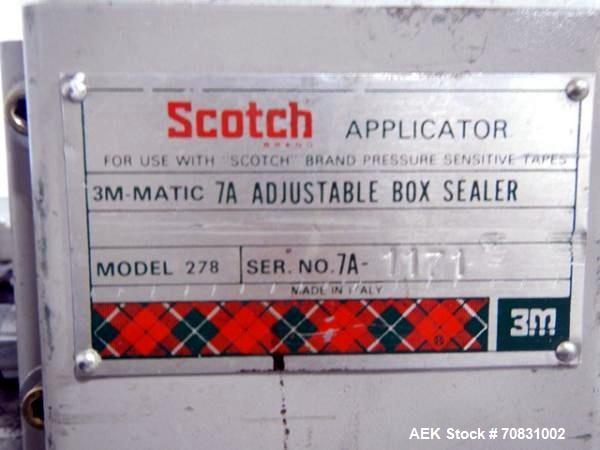 Scotch APPLICATOR
BRAND
FOR USE WITH "SCOTCH" BRAND PRESSURE SENSITIVE TAPES
3M-MATIC 7A ADJUSTABLE BOX SEALER
MODEL 278 SER. NO. 7A- 1171
MADE IN ITALY
® 3M
AEK Stock # 70831002